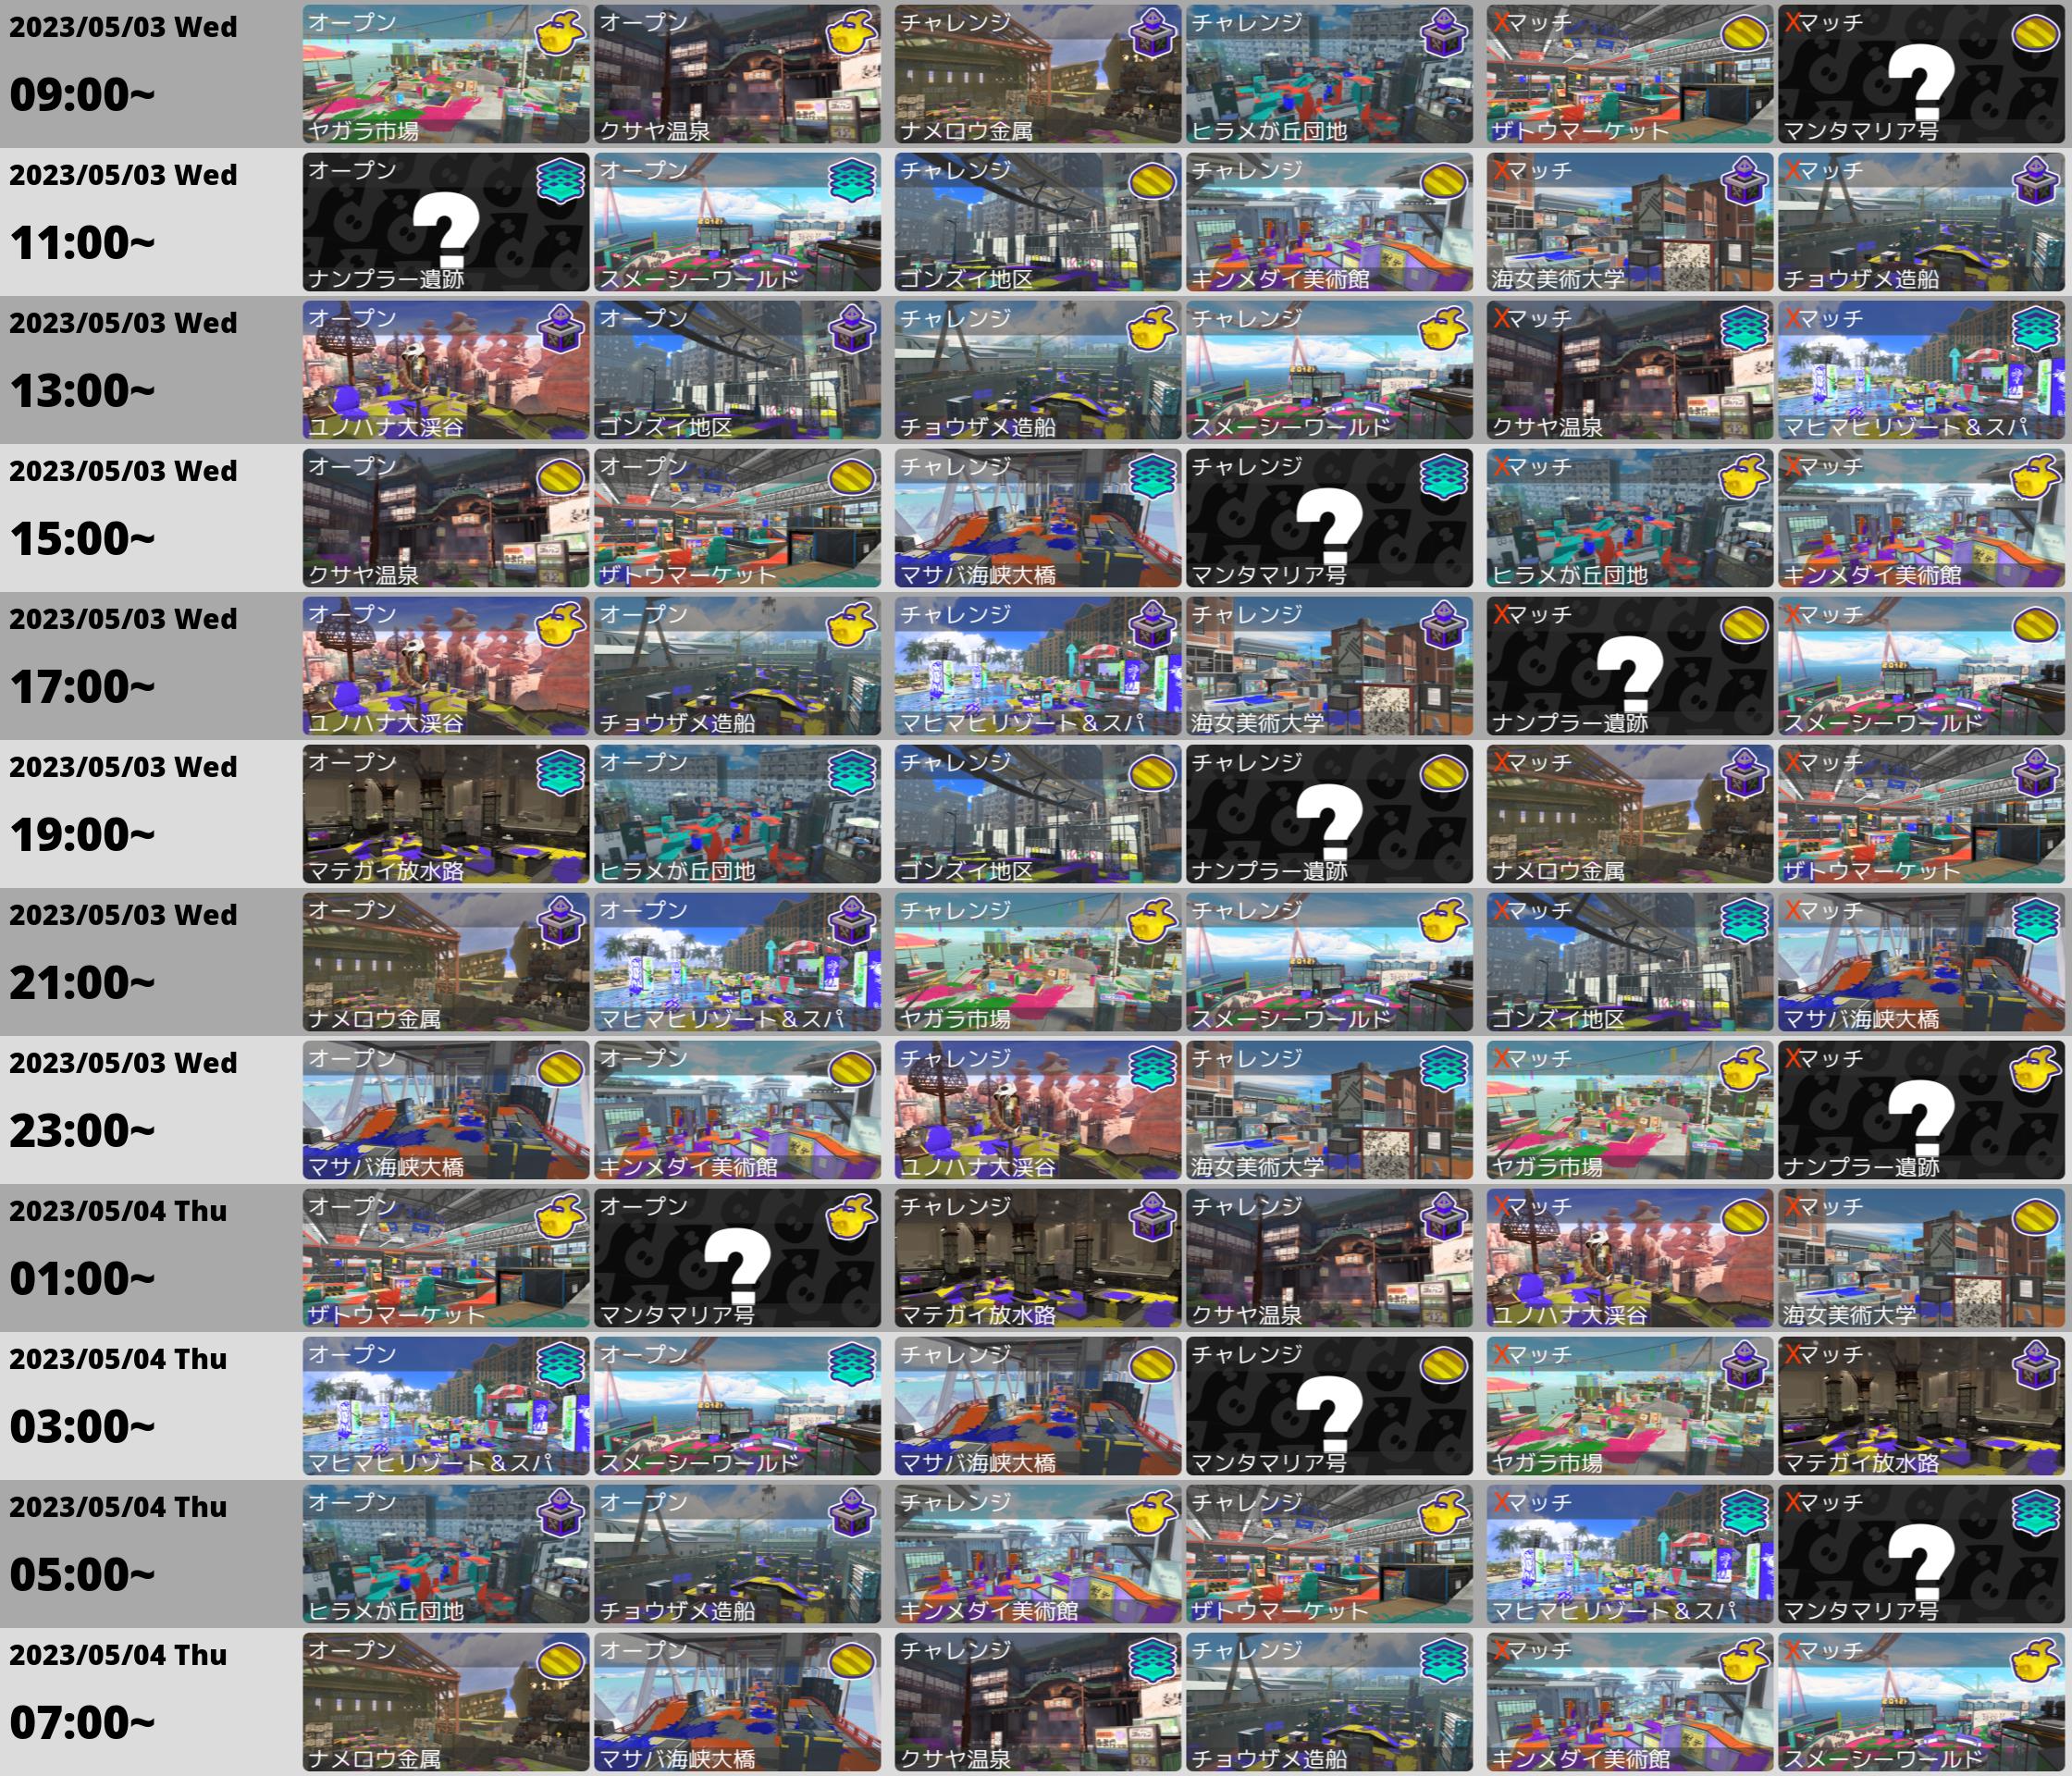 2023/05/03 Wed
09:00~
オープン オープン チャレンジ チャレンジ Xマッチ Xマッチ
ヤガラ市場 クサヤ温泉 ナメロウ金属 ヒラメが丘団地 ザトウマーケット マンタマリア号
2023/05/03 Wed
11:00~
オープン オープン チャレンジ チャレンジ Xマッチ Xマッチ
ナンプラー遺跡 スメーシーワールド ゴンズイ地区 キンメダイ美術館 海女美術大学 チョウザメ造船
2023/05/03 Wed
13:00~
オープン オープン チャレンジ チャレンジ Xマッチ Xマッチ
ユノハナ大渓谷 ゴンズイ地区 チョウザメ造船 スメーシーワールド クサヤ温泉 マヒマヒリゾート&スパ
2023/05/03 Wed
15:00~
オープン オープン チャレンジ チャレンジ Xマッチ Xマッチ
クサヤ温泉 ザトウマーケット マサバ海峡大橋 マンタマリア号 ヒラメが丘団地 キンメダイ美術館
2023/05/03 Wed
17:00~
オープン オープン チャレンジ チャレンジ Xマッチ Xマッチ
ユノハナ大渓谷 チョウザメ造船 マヒマヒリゾート&スパ 海女美術大学 ナンプラー遺跡 スメーシーワールド
2023/05/03 Wed
19:00~
オープン オープン チャレンジ チャレンジ Xマッチ Xマッチ
マテガイ放水路 ヒラメが丘団地 ゴンズイ地区 ナンプラー遺跡 ナメロウ金属 ザトウマーケット
2023/05/03 Wed
21:00~
オープン オープン チャレンジ チャレンジ Xマッチ Xマッチ
ナメロウ金属 マヒマヒリゾート&スパ ヤガラ市場 スメーシーワールド ゴンズイ地区 マサバ海峡大橋
2023/05/03 Wed
23:00~
オープン オープン チャレンジ チャレンジ Xマッチ Xマッチ
マサバ海峡大橋 キンメダイ美術館 ユノハナ大渓谷 海女美術大学 ヤガラ市場 ナンプラー遺跡
2023/05/04 Thu
01:00~
オープン オープン チャレンジ チャレンジ Xマッチ Xマッチ
ザトウマーケット マンタマリア号 マテガイ放水路 クサヤ温泉 ユノハナ大渓谷 海女美術大学
2023/05/04 Thu
03:00~
オープン オープン チャレンジ チャレンジ Xマッチ Xマッチ
マヒマヒリゾート&スパ スメーシーワールド マサバ海峡大橋 マンタマリア号 ヤガラ市場 マテガイ放水路
2023/05/04 Thu
05:00~
オープン オープン チャレンジ チャレンジ Xマッチ Xマッチ
ヒラメが丘団地 チョウザメ造船 キンメダイ美術館 ザトウマーケット マヒマヒリゾート&スパ マンタマリア号
2023/05/04 Thu
07:00~
オープン オープン チャレンジ チャレンジ Xマッチ Xマッチ
ナメロウ金属 マサバ海峡大橋 クサヤ温泉 チョウザメ造船 キンメダイ美術館 スメーシーワールド